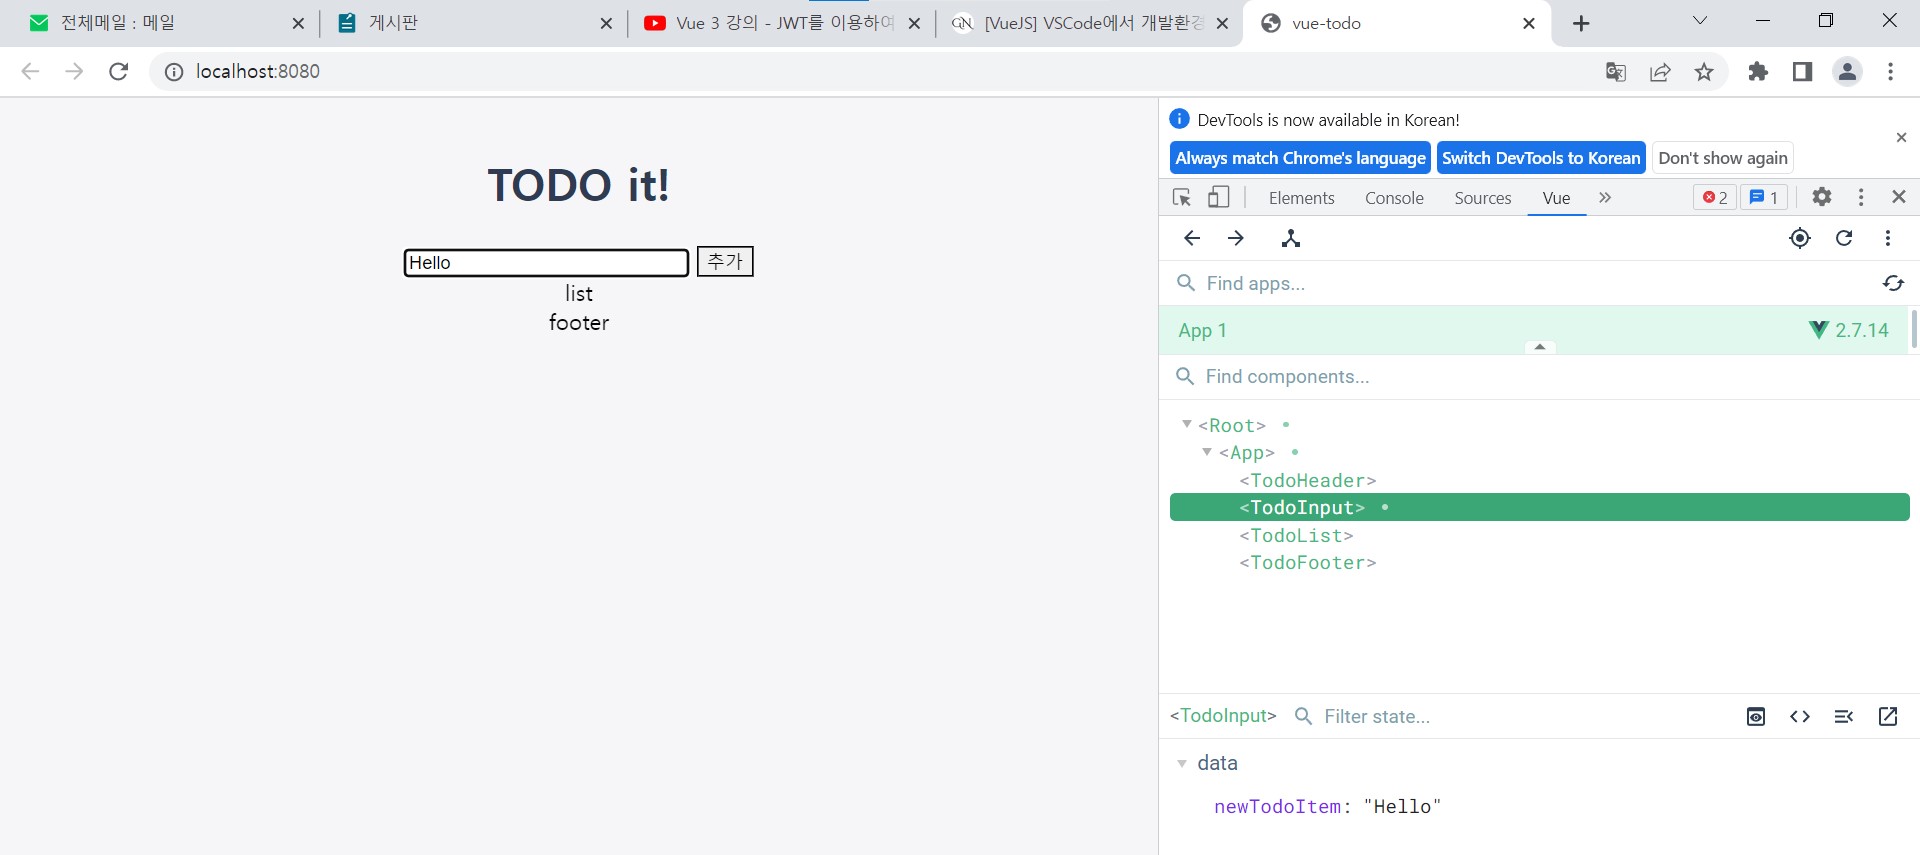 전체메일 : 메일
게시판
Vue 3 강의 - JWT를 이용하여
[VueJS] VSCode에서 개발환경
vue-todo
localhost:8080
TODO it!
Hello
추가
list
footer
DevTools is now available in Korean!
Always match Chrome's language
Switch DevTools to Korean
Don't show again
Elements
Console
Sources
Vue
2
1
Find apps...
App 1
2.7.14
Find components...
<Root>
<App>
<TodoHeader>
<TodoInput>
<TodoList>
<TodoFooter>
<TodoInput>
Filter state...
data
newTodoItem: "Hello"